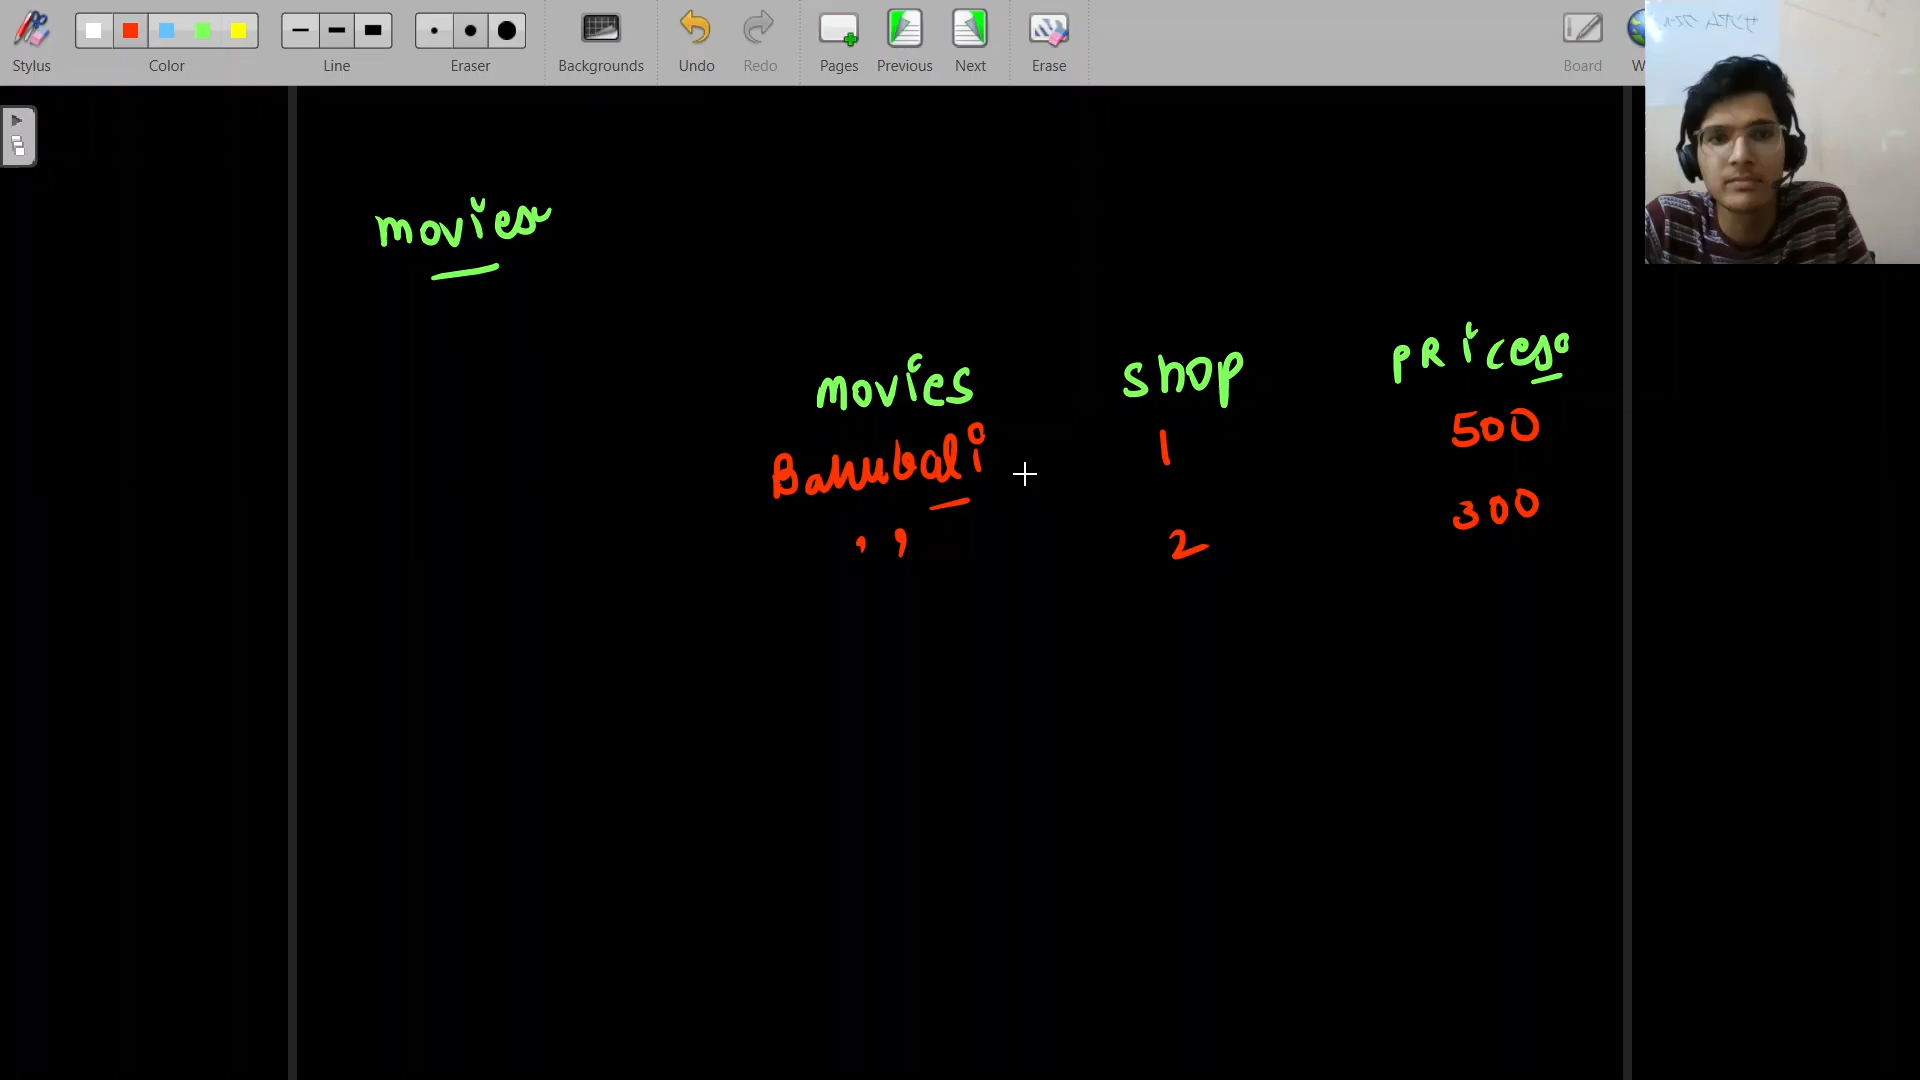 Stylus Color Line Eraser Backgrounds Undo Redo Pages Previous Next Erase Board
movies
movies shop prices
Bahubali 1 500
,, 2 300